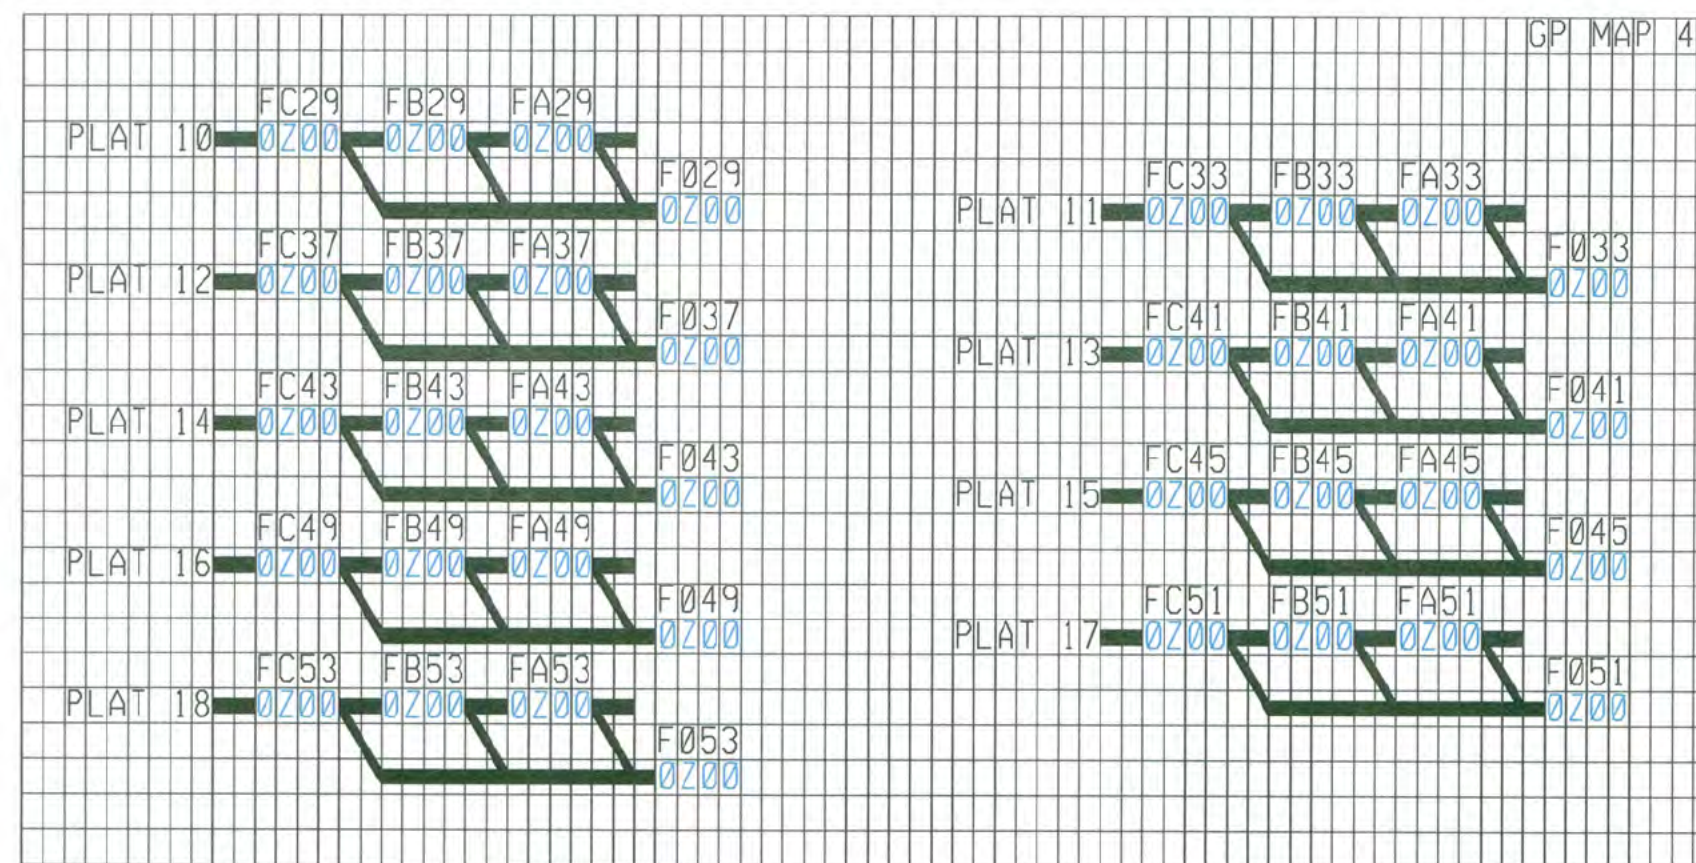 GP MAP 4
FC29 FB29 FA29
PLAT 10 0Z00 0Z00 0Z00
F029
0Z00
FC33 FB33 FA33
PLAT 11 0Z00 0Z00 0Z00
F033
0Z00
FC37 FB37 FA37
PLAT 12 0Z00 0Z00 0Z00
F037
0Z00
FC41 FB41 FA41
PLAT 13 0Z00 0Z00 0Z00
F041
0Z00
FC43 FB43 FA43
PLAT 14 0Z00 0Z00 0Z00
F043
0Z00
FC45 FB45 FA45
PLAT 15 0Z00 0Z00 0Z00
F045
0Z00
FC49 FB49 FA49
PLAT 16 0Z00 0Z00 0Z00
F049
0Z00
FC51 FB51 FA51
PLAT 17 0Z00 0Z00 0Z00
F051
0Z00
FC53 FB53 FA53
PLAT 18 0Z00 0Z00 0Z00
F053
0Z00